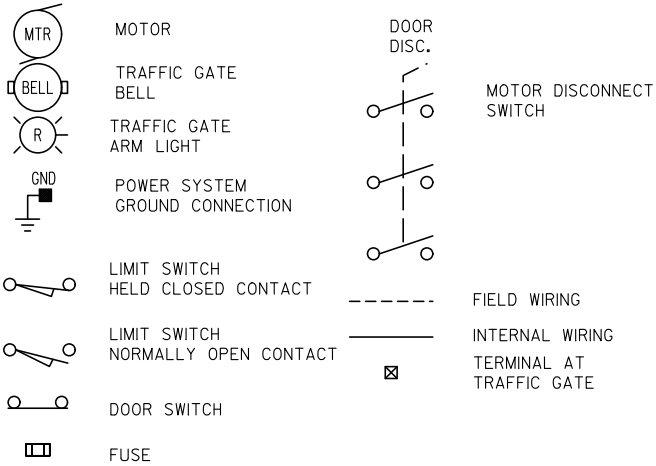 MTR
MOTOR
BELL
TRAFFIC GATE
BELL
R
TRAFFIC GATE
ARM LIGHT
GND
POWER SYSTEM
GROUND CONNECTION
LIMIT SWITCH
HELD CLOSED CONTACT
LIMIT SWITCH
NORMALLY OPEN CONTACT
DOOR SWITCH
FUSE
DOOR
DISC.
MOTOR DISCONNECT
SWITCH
FIELD WIRING
INTERNAL WIRING
TERMINAL AT
TRAFFIC GATE